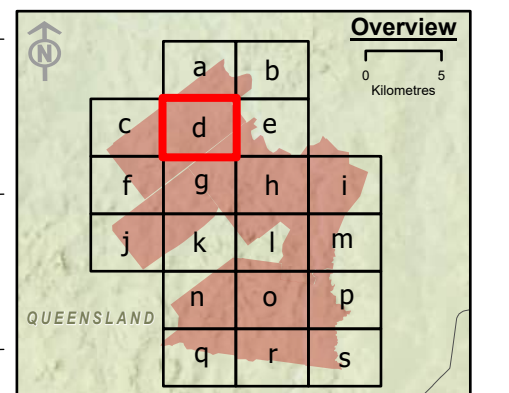 Overview
N
0 5
Kilometres
a b
c d e
f g h i
j k l m
QUEENSLAND
n o p
q r s